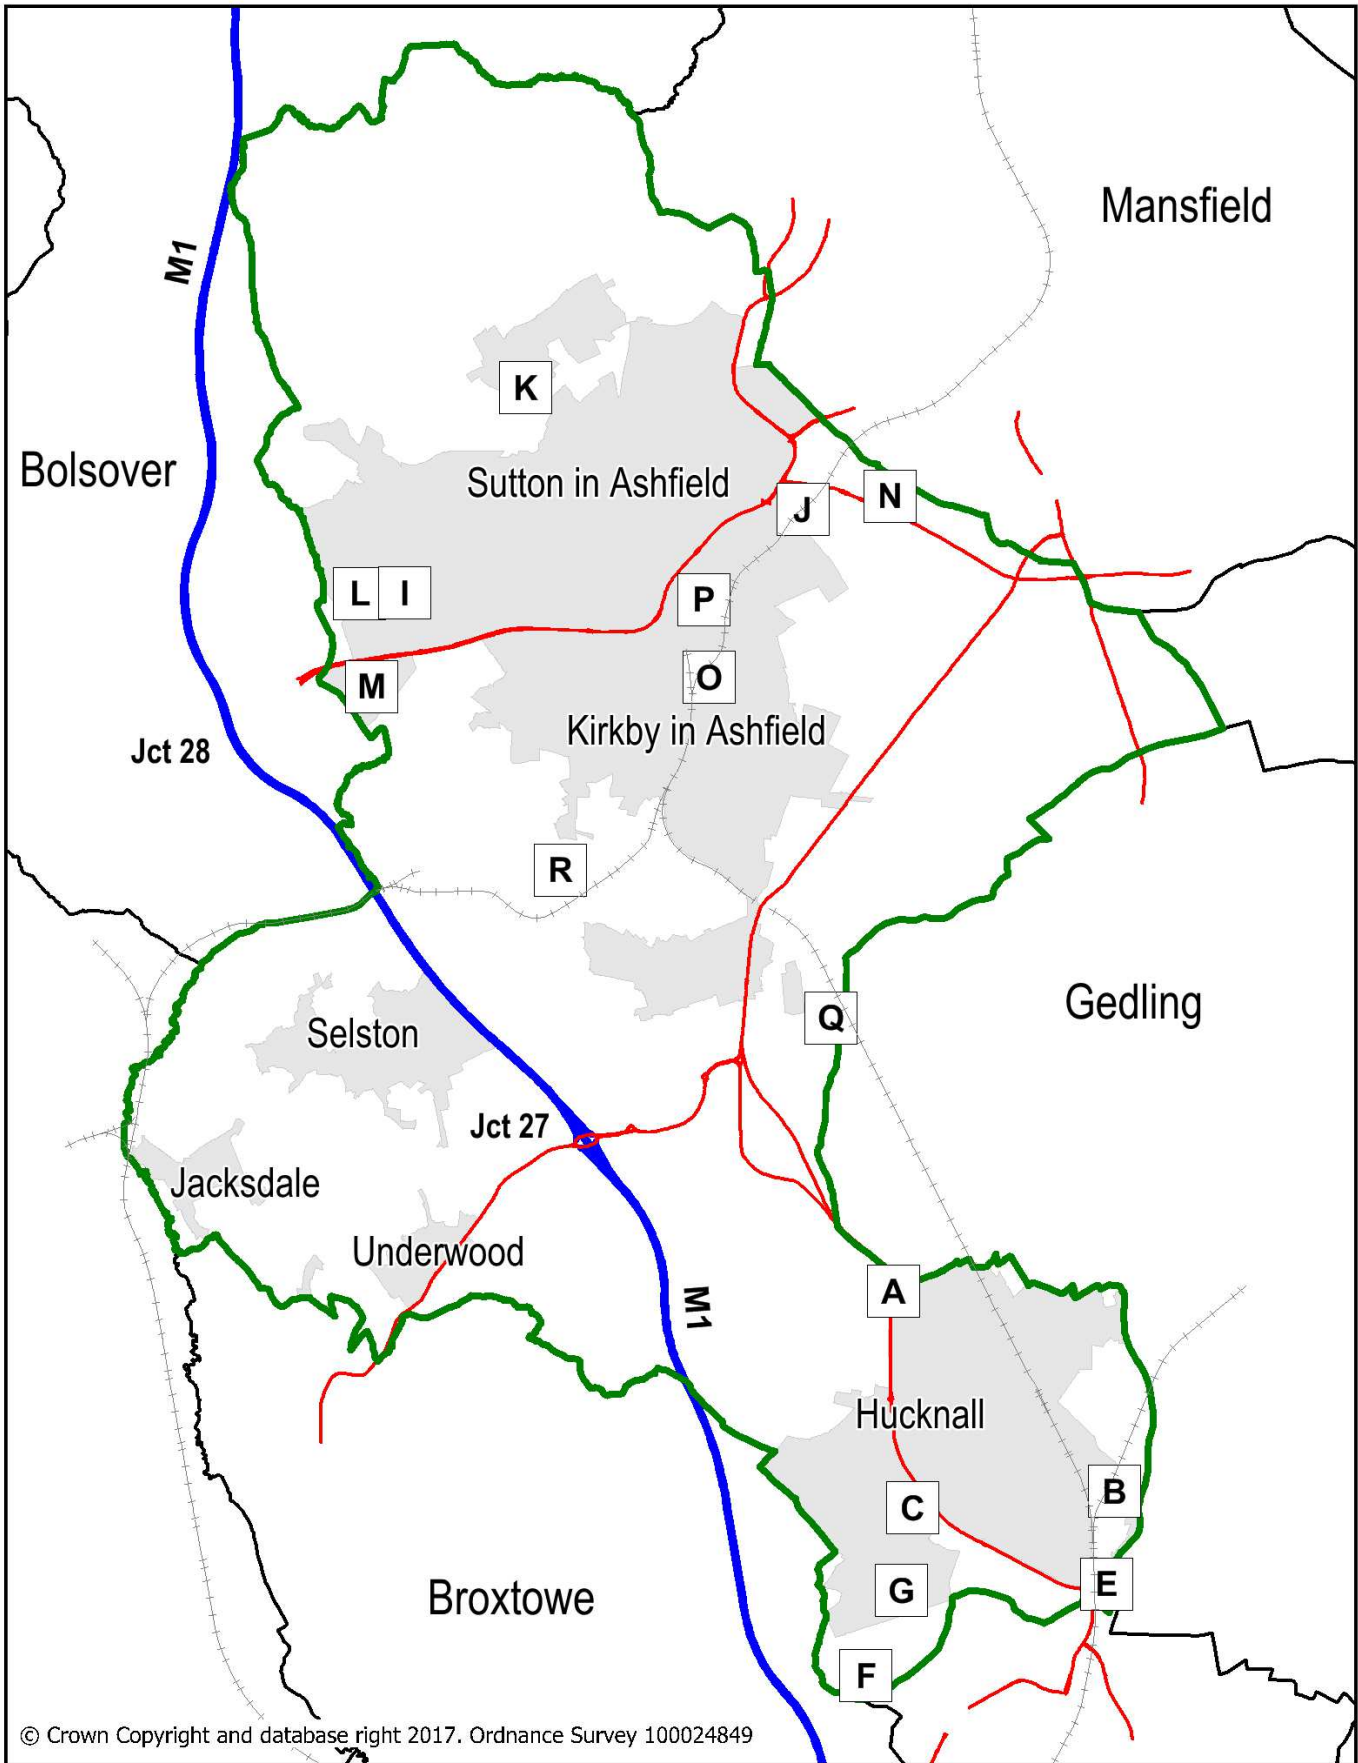 Mansfield
M1
K
Bolsover
Sutton in Ashfield
J
N
L
I
P
M
O
Kirkby in Ashfield
Jct 28
R
Gedling
Q
Selston
Jct 27
Jacksdale
Underwood
A
M1
Hucknall
B
C
E
G
Broxtowe
F
© Crown Copyright and database right 2017. Ordnance Survey 100024849